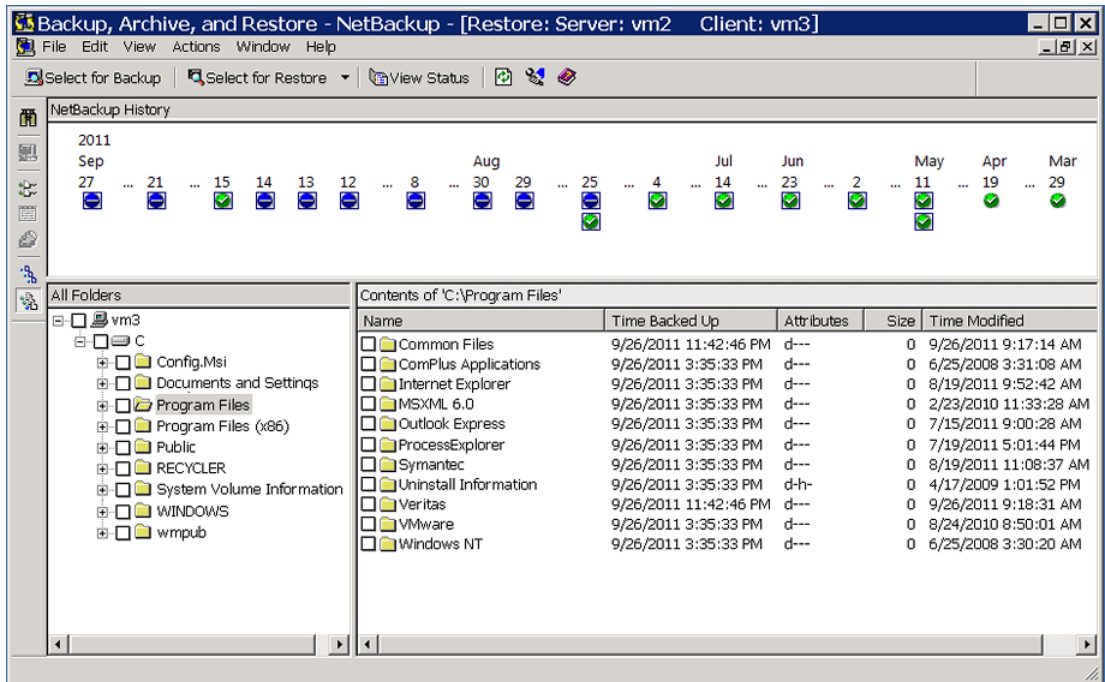 Backup, Archive, and Restore - NetBackup - [Restore: Server: vm2 Client: vm3]
File Edit View Actions Window Help
Select for Backup Select for Restore View Status
NetBackup History
2011
Sep Aug Jul Jun May Apr Mar
27 ... 21 ... 15 14 13 12 ... 8 ... 30 29 ... 25 ... 4 ... 14 ... 23 ... 2 ... 11 ... 19 ... 29
All Folders
vm3
C
Config.Msi
Documents and Settings
Program Files
Program Files (x86)
Public
RECYCLER
System Volume Information
WINDOWS
wmpub
Contents of 'C:\Program Files'
Name Time Backed Up Attributes Size Time Modified
Common Files 9/26/2011 11:42:46 PM d--- 0 9/26/2011 9:17:14 AM
ComPlus Applications 9/26/2011 3:35:33 PM d--- 0 6/25/2008 3:31:08 AM
Internet Explorer 9/26/2011 3:35:33 PM d--- 0 8/19/2011 9:52:42 AM
MSXML 6.0 9/26/2011 3:35:33 PM d--- 0 2/23/2010 11:33:28 AM
Outlook Express 9/26/2011 3:35:33 PM d--- 0 7/15/2011 9:00:28 AM
ProcessExplorer 9/26/2011 3:35:33 PM d--- 0 7/19/2011 5:01:44 PM
Symantec 9/26/2011 3:35:33 PM d--- 0 8/19/2011 11:08:37 AM
Uninstall Information 9/26/2011 3:35:33 PM d-h- 0 4/17/2009 1:01:52 PM
Veritas 9/26/2011 11:42:46 PM d--- 0 9/26/2011 9:18:31 AM
VMware 9/26/2011 3:35:33 PM d--- 0 8/24/2010 8:50:01 AM
Windows NT 9/26/2011 3:35:33 PM d--- 0 6/25/2008 3:30:20 AM